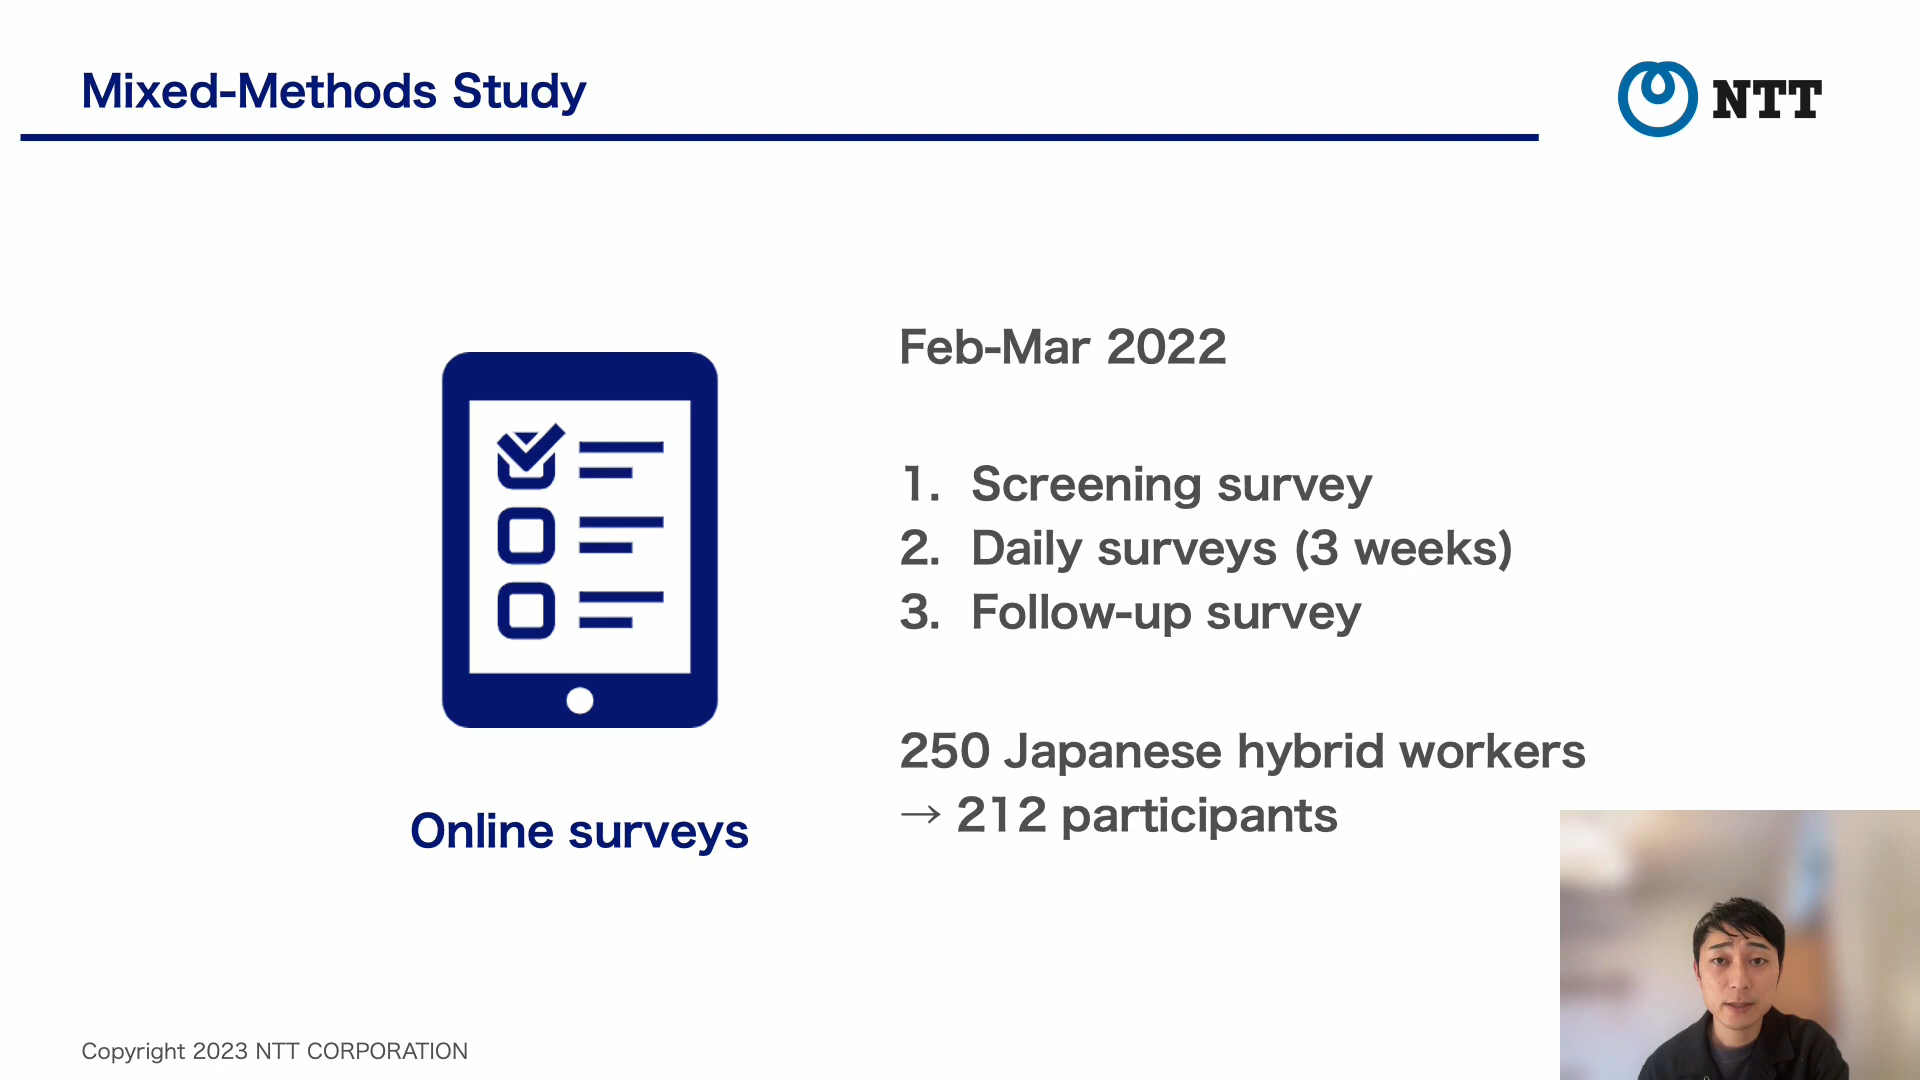 Mixed-Methods Study
NTT
Feb-Mar 2022
1. Screening survey
2. Daily surveys (3 weeks)
3. Follow-up survey
250 Japanese hybrid workers
→ 212 participants
Online surveys
Copyright 2023 NTT CORPORATION